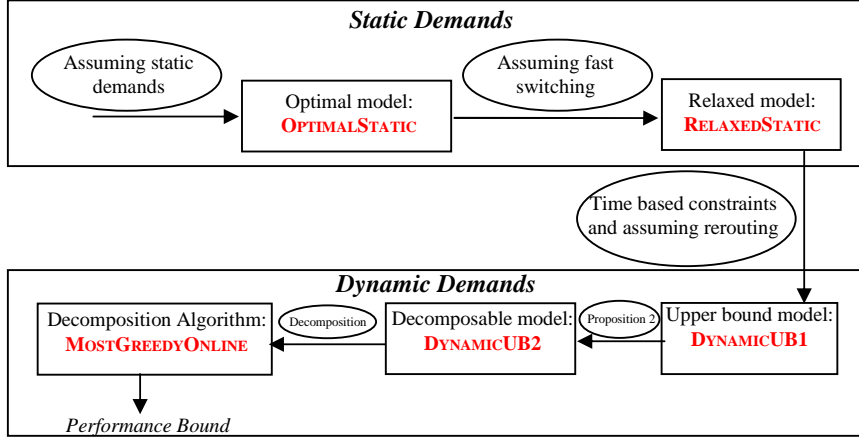 Static Demands
Assuming static
demands
Assuming fast
switching
Optimal model:
OPTIMALSTATIC
Relaxed model:
RELAXEDSTATIC
Time based constraints
and assuming rerouting
Dynamic Demands
Decomposition Algorithm:
MOSTGREEDYONLINE
Decomposition
Decomposable model:
DYNAMICUB2
Proposition 2
Upper bound model:
DYNAMICUB1
Performance Bound